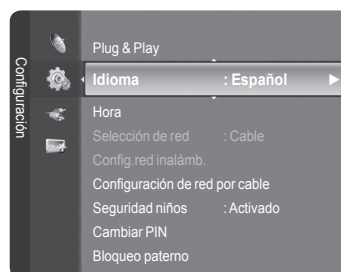 Configuración
Plug & Play
Idioma : Español
Hora
Selección de red : Cable
Config.red inalámb.
Configuración de red por cable
Seguridad niños : Activado
Cambiar PIN
Bloqueo paterno